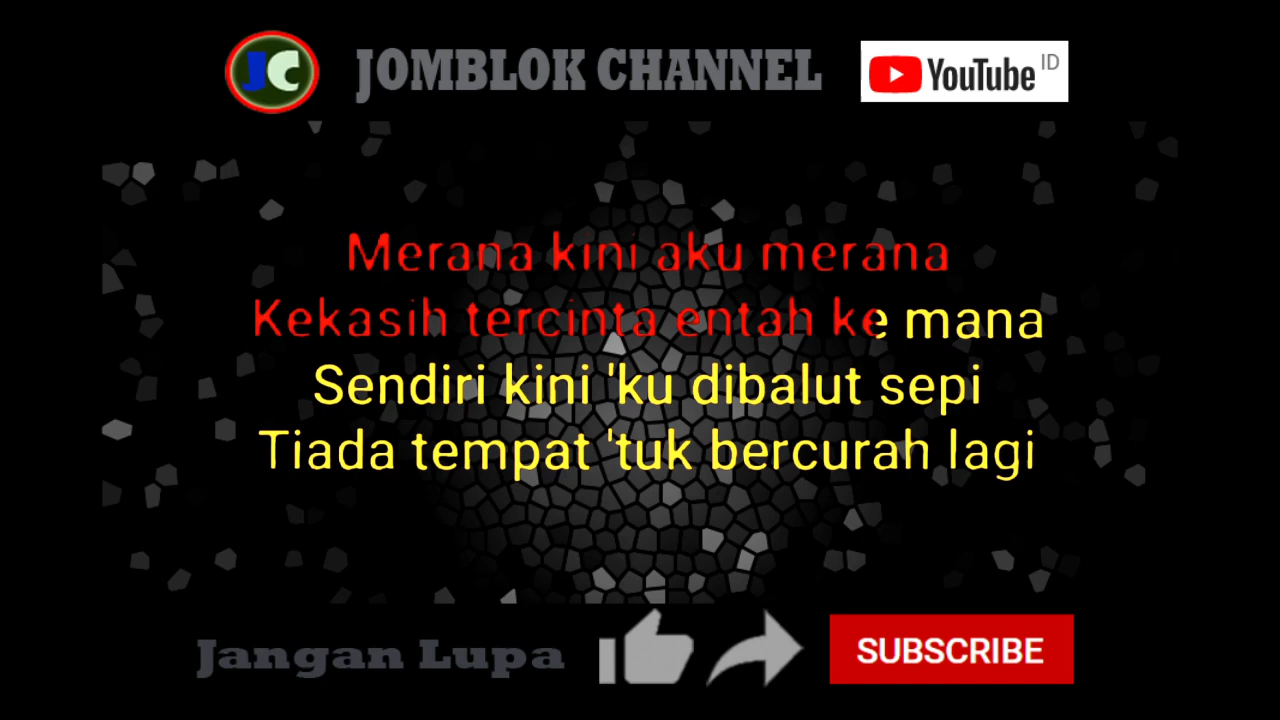 JC JOMBLOK CHANNEL YouTube ID
Merana kini aku merana
Kekasih tercinta entah ke mana
Sendiri kini 'ku dibalut sepi
Tiada tempat 'tuk bercurah lagi
Jangan Lupa SUBSCRIBE